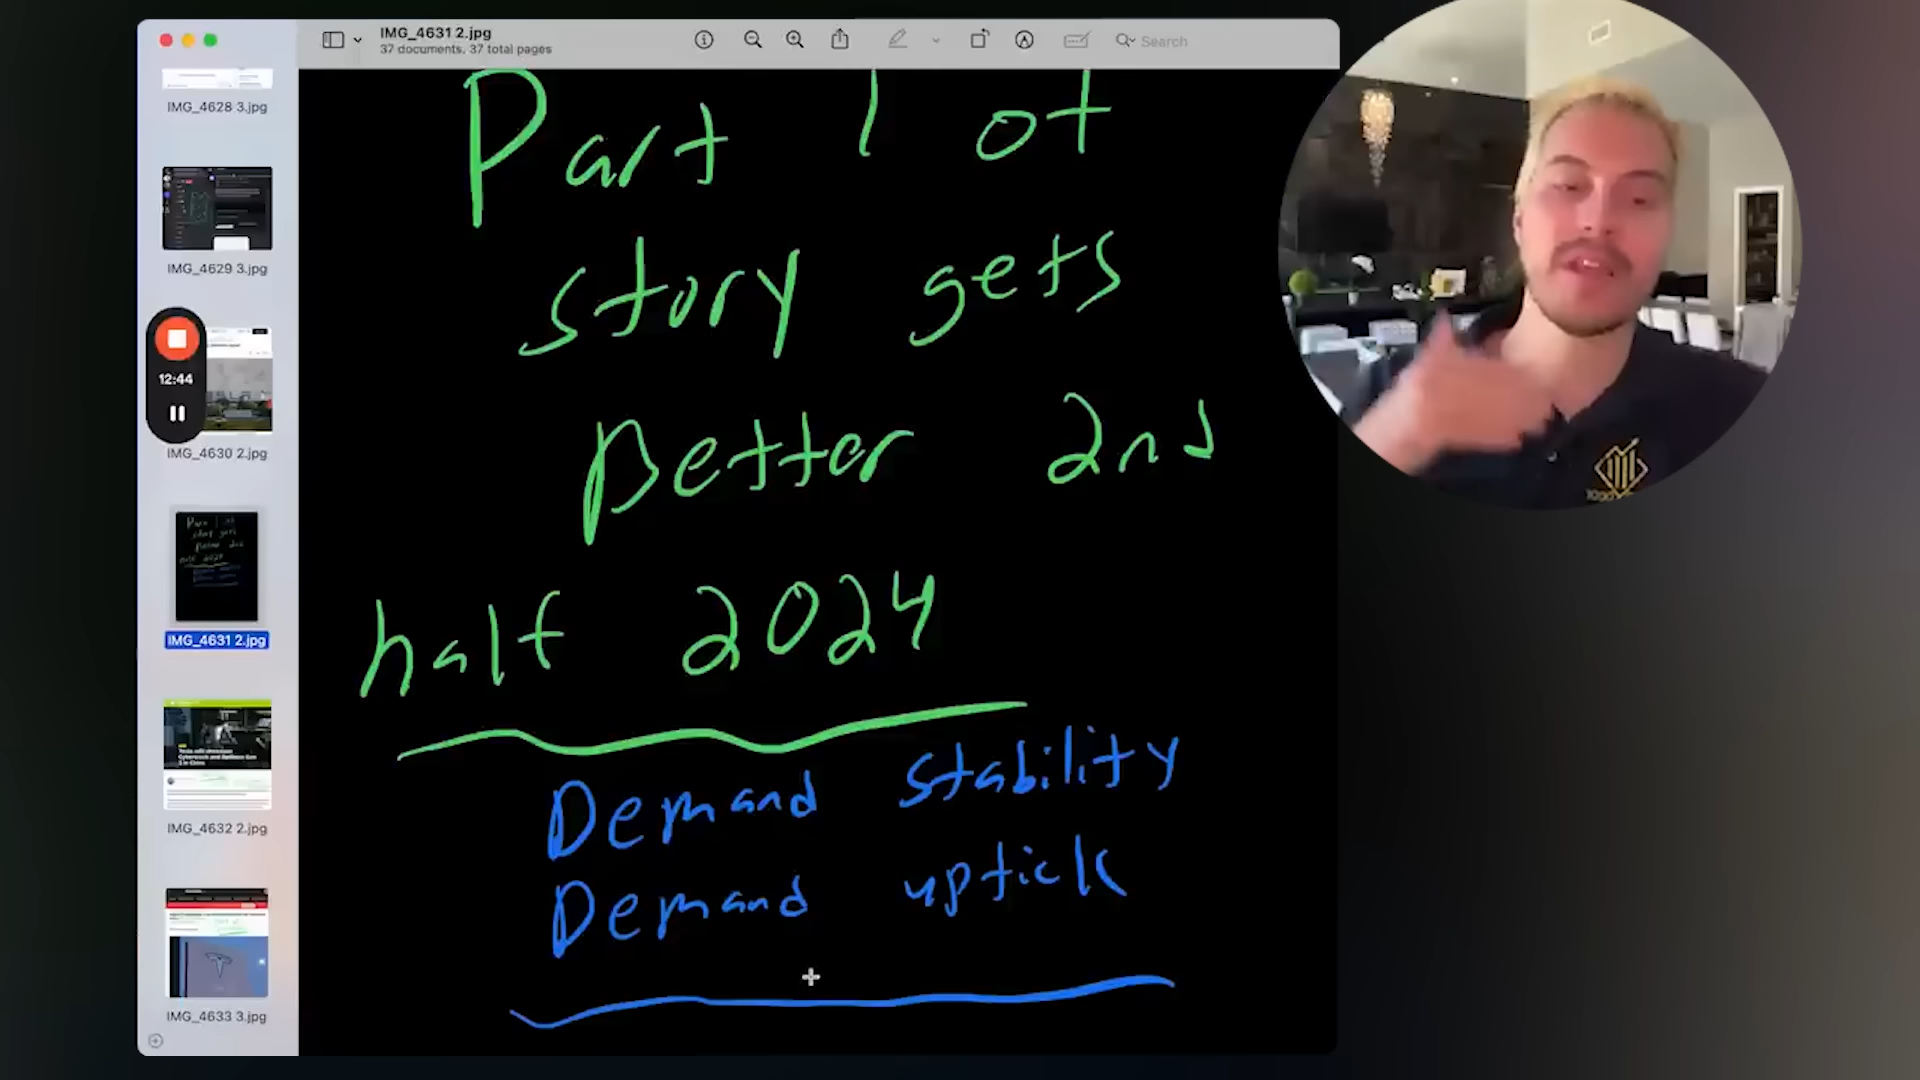 IMG_4631 2.jpg
37 documents, 37 total pages
Search
IMG_4628 3.jpg
IMG_4629 3.jpg
12:44
IMG_4630 2.jpg
IMG_4631 2.jpg
IMG_4632 2.jpg
IMG_4633 3.jpg
Part 1 of
story gets
Better 2nd
half 2024
Demand stability
Demand uptick